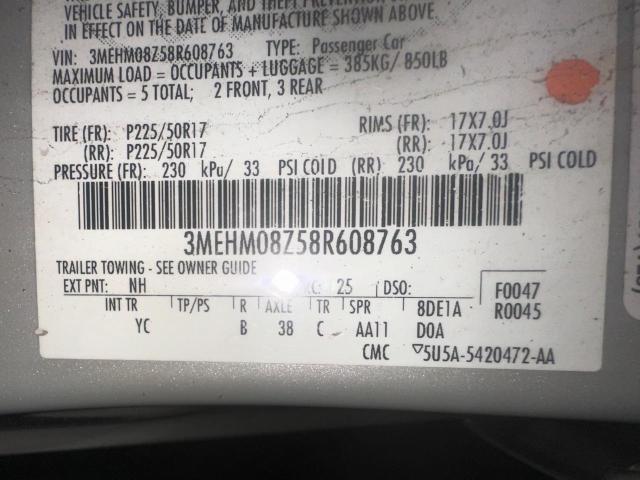 VEHICLE SAFETY, BUMPER, AND THEFT PREVENTION
IN EFFECT ON THE DATE OF MANUFACTURE SHOWN ABOVE
VIN: 3MEHM08Z58R608763 TYPE: Passenger Car
MAXIMUM LOAD = OCCUPANTS + LUGGAGE = 385KG/ 850LB
OCCUPANTS = 5 TOTAL; 2 FRONT, 3 REAR
TIRE (FR): P225/50R17 RIMS (FR): 17X7.0J
(RR): P225/50R17 (RR): 17X7.0J
PRESSURE (FR): 230 kPa/ 33 PSI COLD (RR): 230 kPa/ 33 PSI COLD
3MEHM08Z58R608763
TRAILER TOWING - SEE OWNER GUIDE
EXT PNT: NH RC: 25 DSO: F0047
INT TR TP/PS R AXLE TR SPR 8DE1A R0045
YC B 38 C AA11 D0A
CMC ▽5U5A-5420472-AA